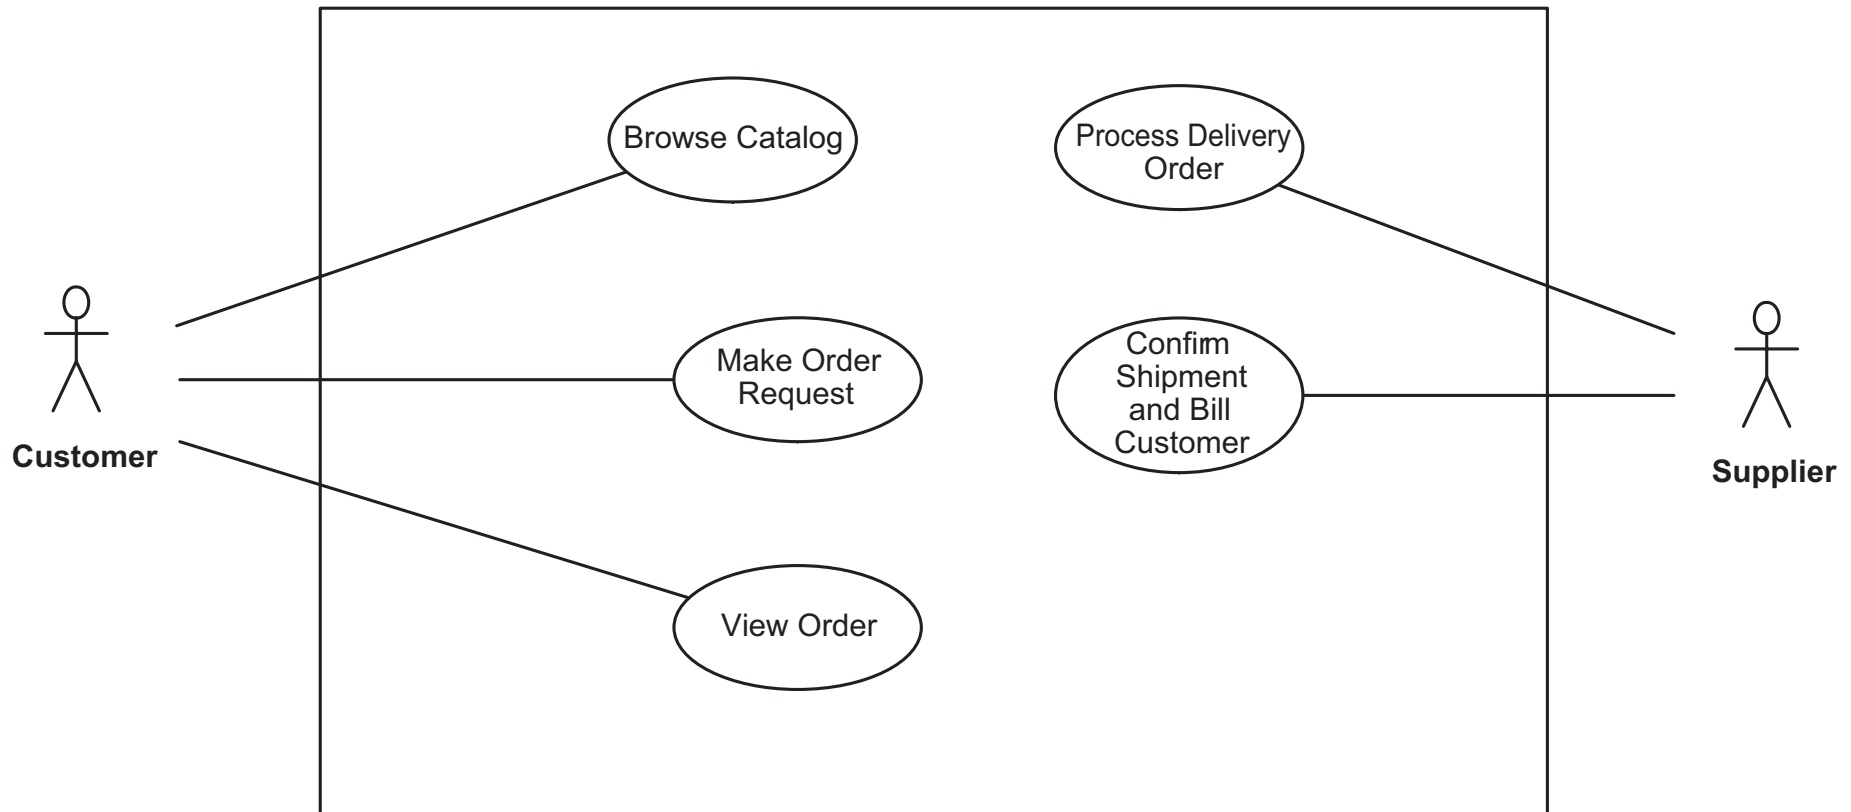 Browse Catalog
Process Delivery
Order
Make Order
Request
Confirm
Shipment
and Bill
Customer
Customer
Supplier
View Order